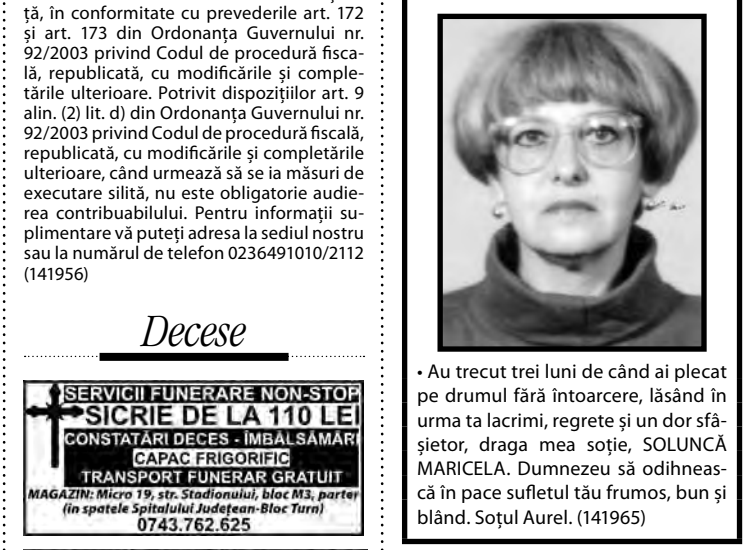 ță, în conformitate cu prevederile art. 172
și art. 173 din Ordonanța Guvernului nr.
92/2003 privind Codul de procedură fisca-
lă, republicată, cu modificările și comple-
tările ulterioare. Potrivit dispozițiilor art. 9
alin. (2) lit. d) din Ordonanța Guvernului nr.
92/2003 privind Codul de procedură fiscală,
republicată, cu modificările și completările
ulterioare, când urmează să se ia măsuri de
executare silită, nu este obligatorie audie-
rea contribuabilului. Pentru informații su-
plimentare vă puteți adresa la sediul nostru
sau la numărul de telefon 0236491010/2112
(141956)
Decese
SERVICII FUNERARE NON-STOP
SICRIE DE LA 110 LEI
CONSTATĂRI DECES - ÎMBĂLSĂMĂRI
CAPAC FRIGORIFIC
TRANSPORT FUNERAR GRATUIT
MAGAZIN: Micro 19, str. Stadionului, bloc M3, parter
(în spatele Spitalului Județean-Bloc Turn)
0743.762.625
• Au trecut trei luni de când ai plecat
pe drumul fără întoarcere, lăsând în
urma ta lacrimi, regrete și un dor sfâ-
șietor, draga mea soție, SOLUNCĂ
MARICELA. Dumnezeu să odihneas-
că în pace sufletul tău frumos, bun și
blând. Soțul Aurel. (141965)